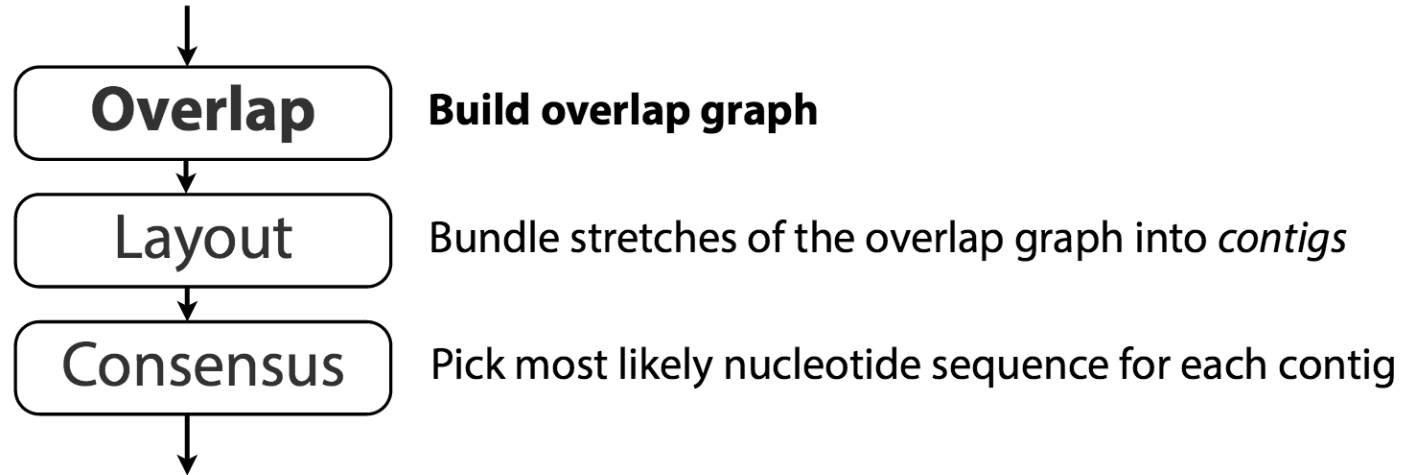 Overlap
Build overlap graph
Layout
Bundle stretches of the overlap graph into contigs
Consensus
Pick most likely nucleotide sequence for each contig